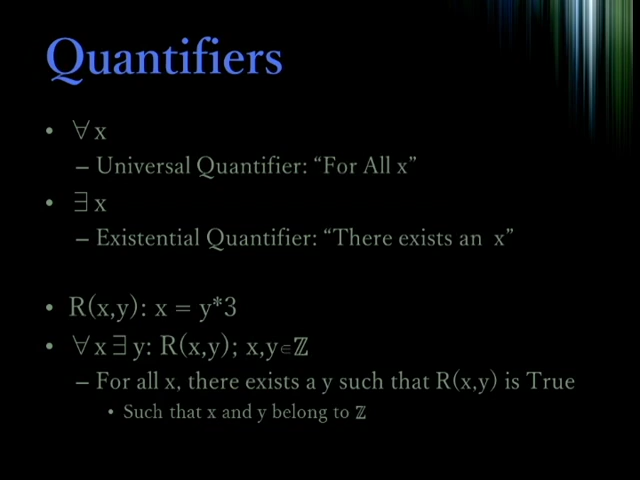 Quantifiers
• ∀x
– Universal Quantifier: “For All x”
• ∃x
– Existential Quantifier: “There exists an x”
• R(x,y): x = y*3
• ∀x∃y: R(x,y); x,y∈ℤ
– For all x, there exists a y such that R(x,y) is True
• Such that x and y belong to ℤ